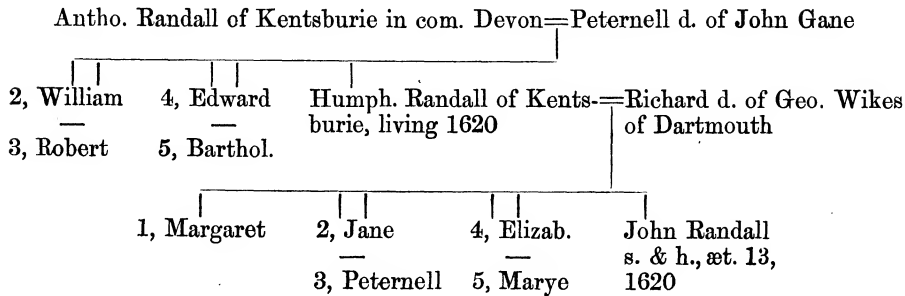 Antho. Randall of Kentsburie in com. Devon=Peternell d. of John Gane
2, William 4, Edward Humph. Randall of Kents-=Richard d. of Geo. Wikes
burie, living 1620 of Dartmouth
3, Robert 5, Barthol.
1, Margaret 2, Jane 4, Elizab. John Randall
s. & h., æt. 13,
3, Peternell 5, Marye 1620